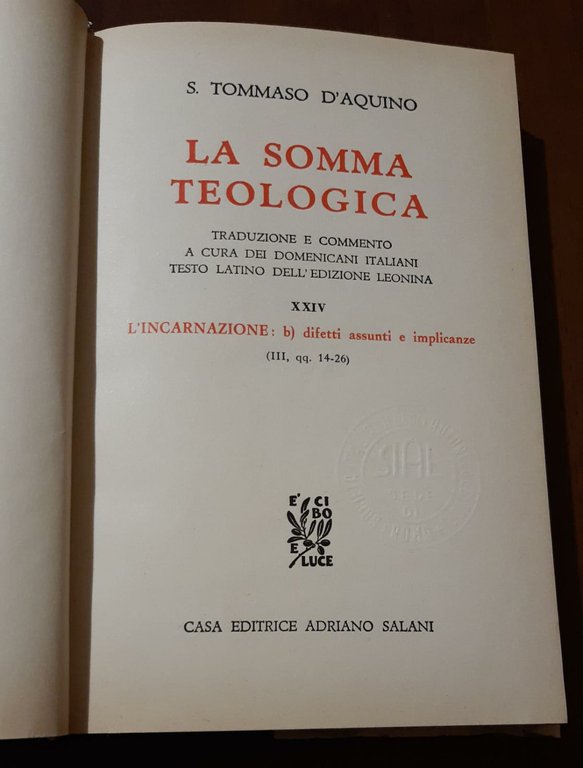 S. TOMMASO D'AQUINO
LA SOMMA
TEOLOGICA
TRADUZIONE E COMMENTO
A CURA DEI DOMENICANI ITALIANI
TESTO LATINO DELL'EDIZIONE LEONINA
XXIV
L'INCARNAZIONE: b) difetti assunti e implicanze
(III, qq. 14-26)
SIAE
E' CI
BO
E LUCE
CASA EDITRICE ADRIANO SALANI